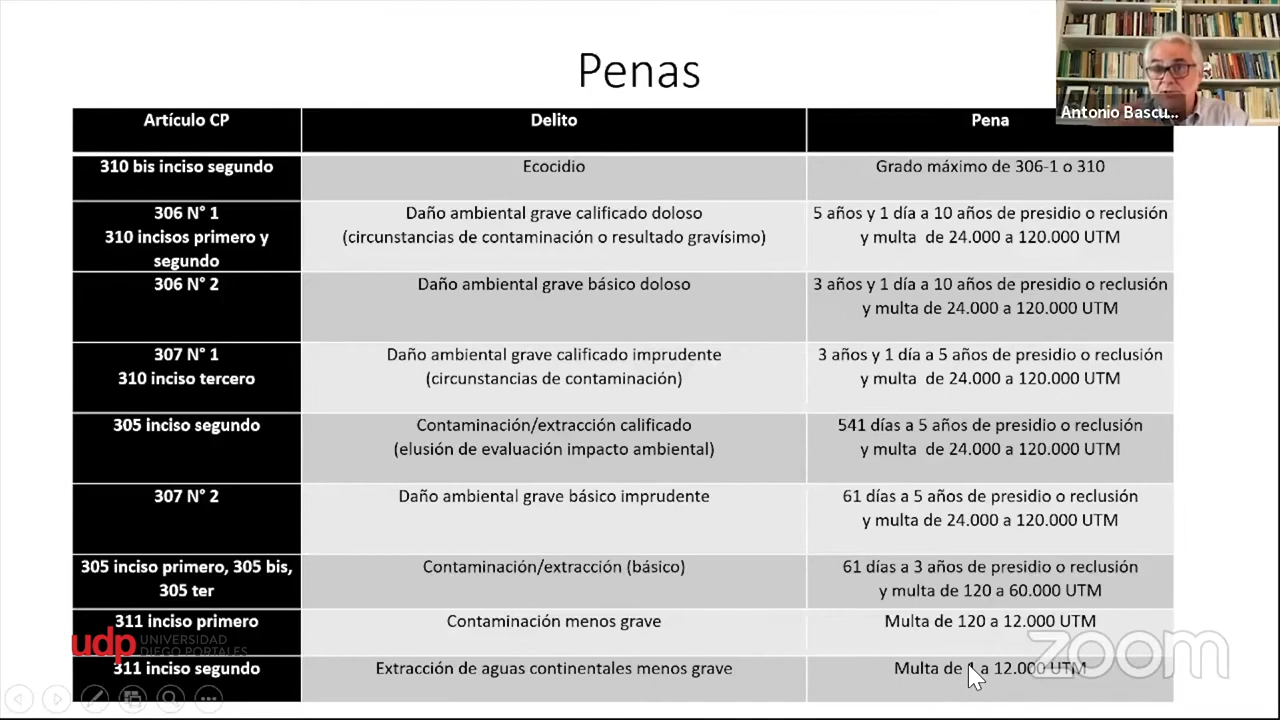 Penas
Antonio Bascu...
Artículo CP
Delito
Pena
310 bis inciso segundo
Ecocidio
Grado máximo de 306-1 o 310
306 N° 1
310 incisos primero y
segundo
Daño ambiental grave calificado doloso
(circunstancias de contaminación o resultado gravísimo)
5 años y 1 día a 10 años de presidio o reclusión
y multa de 24.000 a 120.000 UTM
306 N° 2
Daño ambiental grave básico doloso
3 años y 1 día a 10 años de presidio o reclusión
y multa de 24.000 a 120.000 UTM
307 N° 1
310 inciso tercero
Daño ambiental grave calificado imprudente
(circunstancias de contaminación)
3 años y 1 día a 5 años de presidio o reclusión
y multa de 24.000 a 120.000 UTM
305 inciso segundo
Contaminación/extracción calificado
(elusión de evaluación impacto ambiental)
541 días a 5 años de presidio o reclusión
y multa de 24.000 a 120.000 UTM
307 N° 2
Daño ambiental grave básico imprudente
61 días a 5 años de presidio o reclusión
y multa de 24.000 a 120.000 UTM
305 inciso primero, 305 bis,
305 ter
Contaminación/extracción (básico)
61 días a 3 años de presidio o reclusión
y multa de 120 a 60.000 UTM
311 inciso primero
Contaminación menos grave
Multa de 120 a 12.000 UTM
311 inciso segundo
Extracción de aguas continentales menos grave
Multa de 1 a 12.000 UTM
udp UNIVERSIDAD
DIEGO PORTALES
zoom